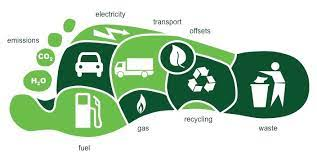 electricity
transport
offsets
emissions
CO₂
H₂O
fuel
gas
recycling
waste